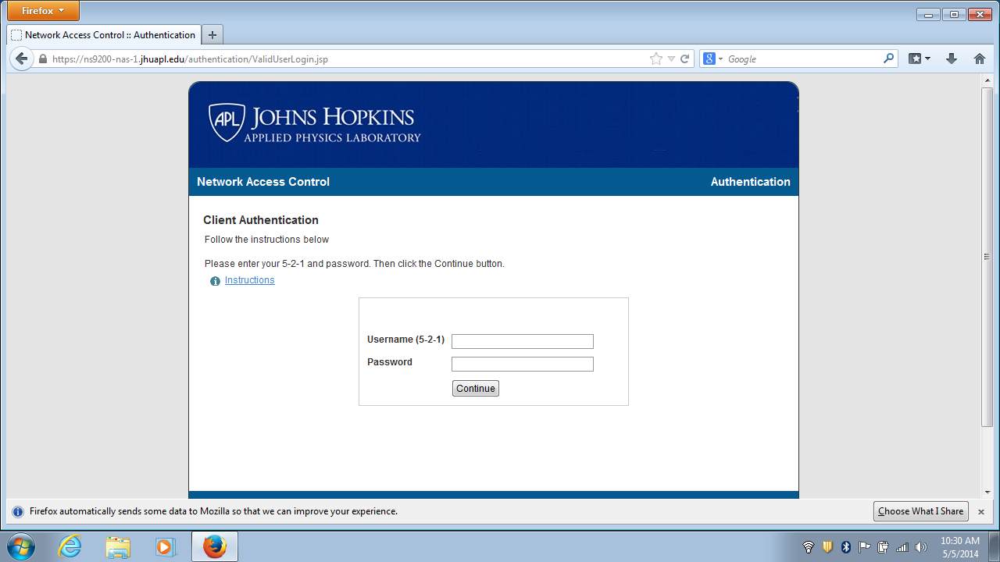 Firefox
Network Access Control :: Authentication
https://ns9200-nas-1.jhuapl.edu/authentication/ValidUserLogin.jsp
Google
APL JOHNS HOPKINS
APPLIED PHYSICS LABORATORY
Network Access Control Authentication
Client Authentication
Follow the instructions below
Please enter your 5-2-1 and password. Then click the Continue button.
Instructions
Username (5-2-1)
Password
Continue
Firefox automatically sends some data to Mozilla so that we can improve your experience. Choose What I Share
10:30 AM
5/5/2014